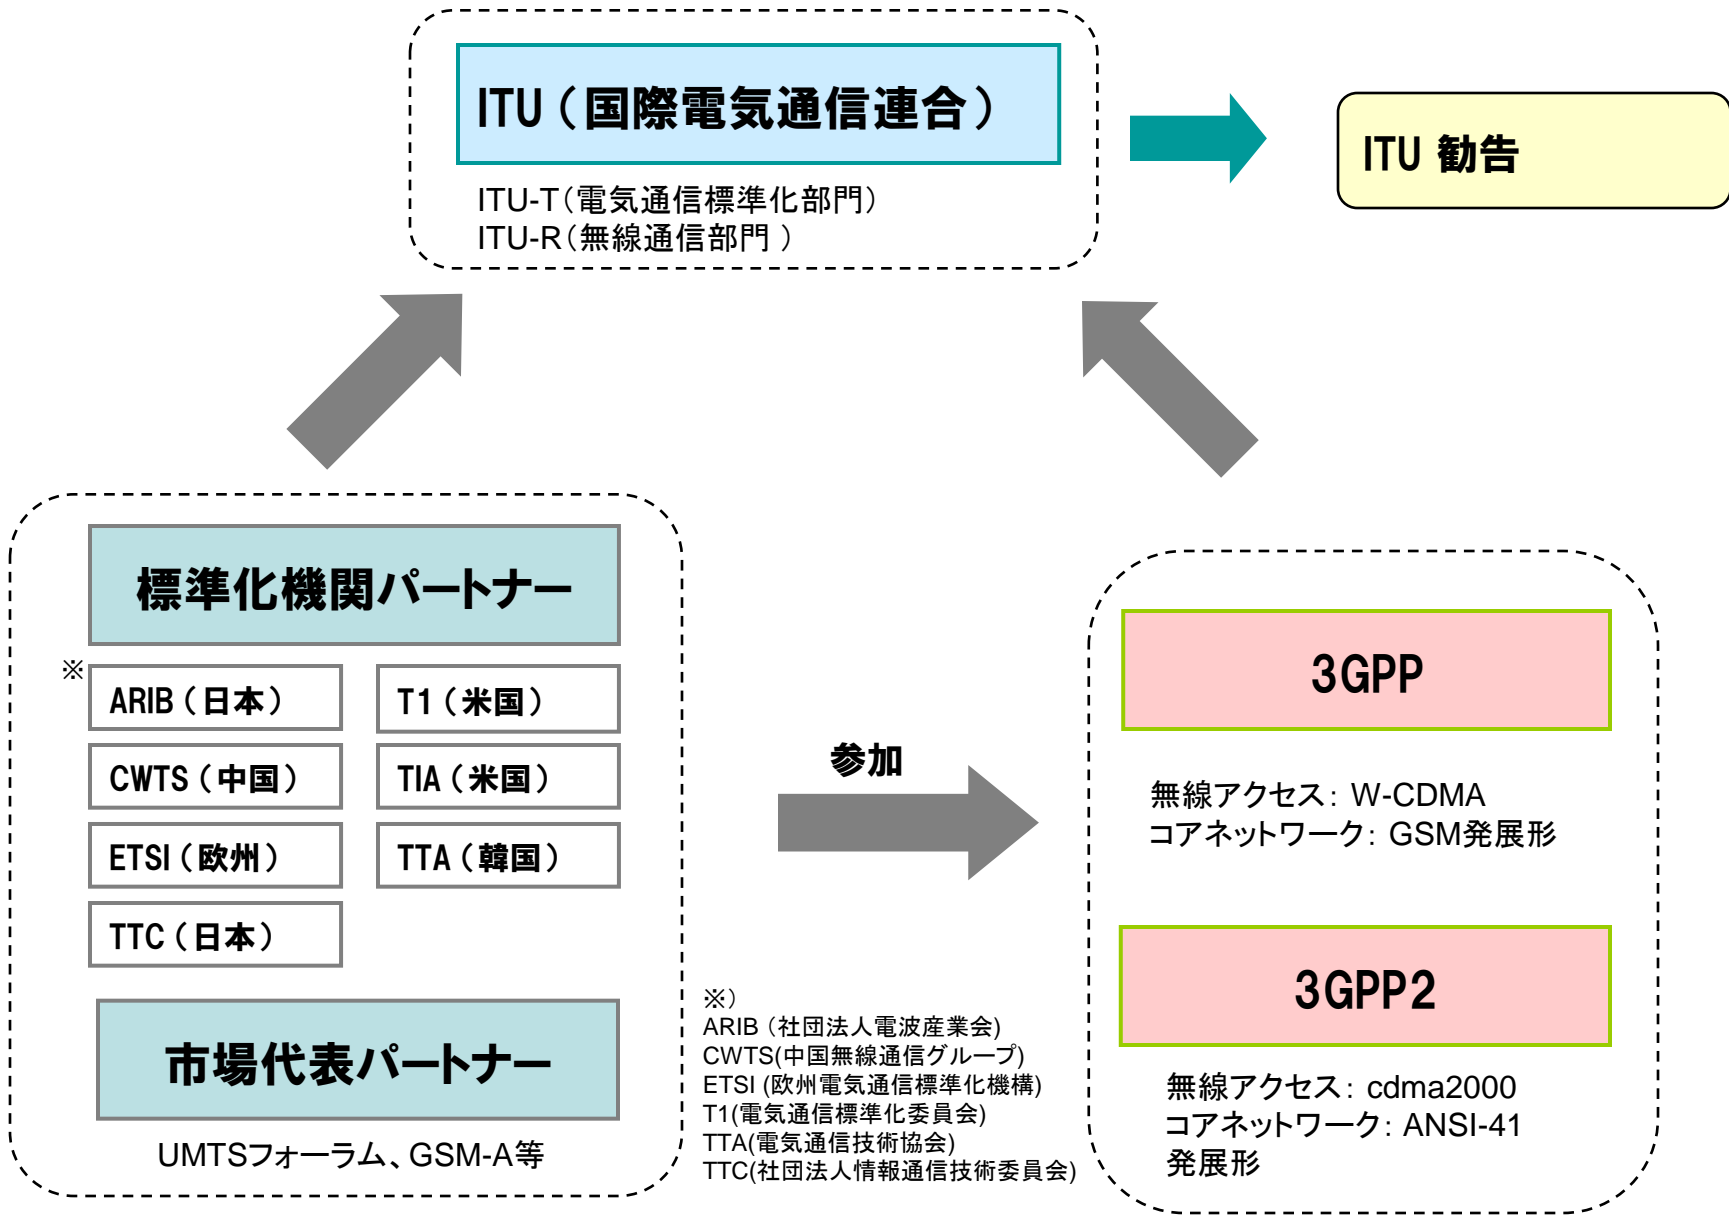 ITU（国際電気通信連合）
ITU-T（電気通信標準化部門）
ITU-R（無線通信部門 ）
ITU 勧告
標準化機関パートナー
※
ARIB（日本）
T1（米国）
CWTS（中国）
TIA（米国）
ETSI（欧州）
TTA（韓国）
TTC（日本）
市場代表パートナー
UMTSフォーラム、GSM-A等
参加
※）
ARIB （社団法人電波産業会)
CWTS(中国無線通信グループ)
ETSI (欧州電気通信標準化機構)
T1(電気通信標準化委員会)
TTA(電気通信技術協会)
TTC(社団法人情報通信技術委員会)
3GPP
無線アクセス： W-CDMA
コアネットワーク： GSM発展形
3GPP2
無線アクセス： cdma2000
コアネットワーク： ANSI-41
発展形